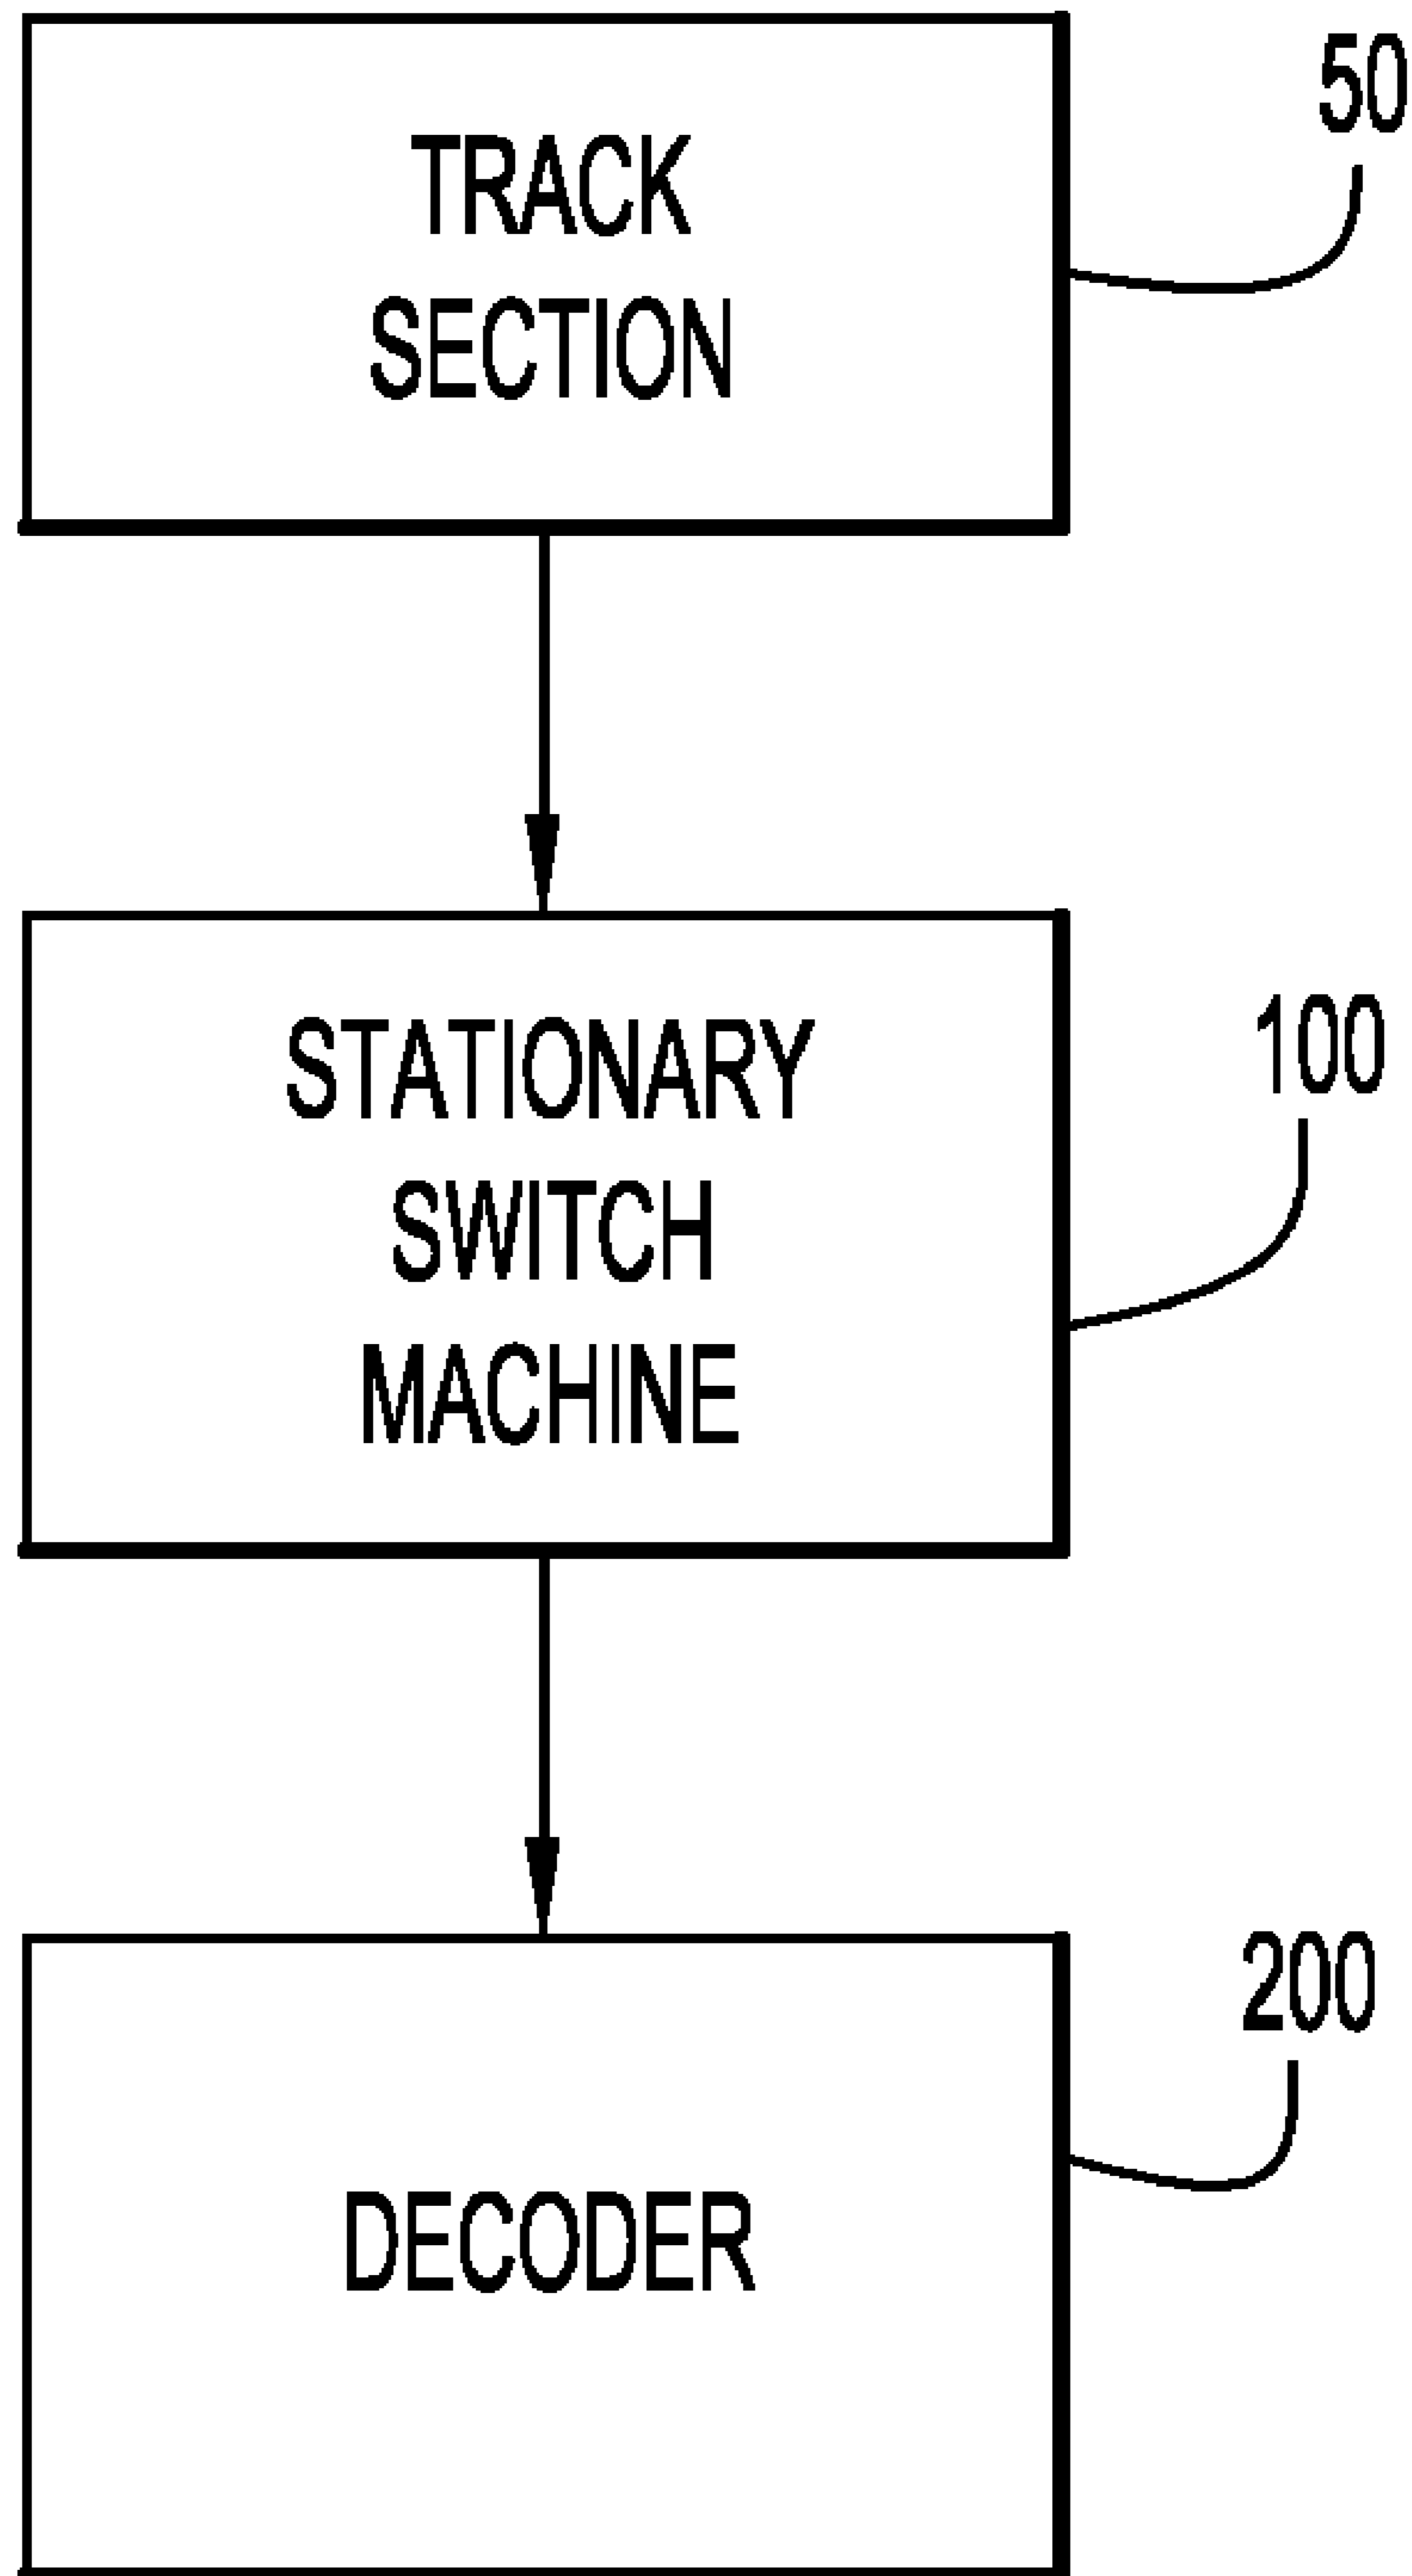 50
TRACK
SECTION
100
STATIONARY
SWITCH
MACHINE
200
DECODER